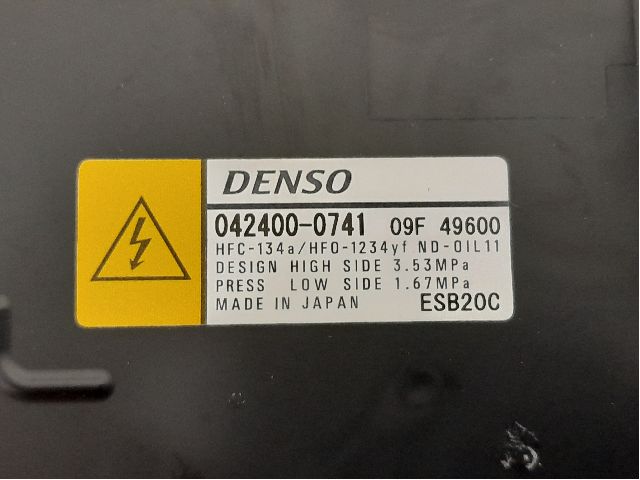 DENSO
042400-0741 09F 49600
HFC-134a/HFO-1234yf ND-OIL11
DESIGN HIGH SIDE 3.53MPa
PRESS LOW SIDE 1.67MPa
MADE IN JAPAN ESB20C